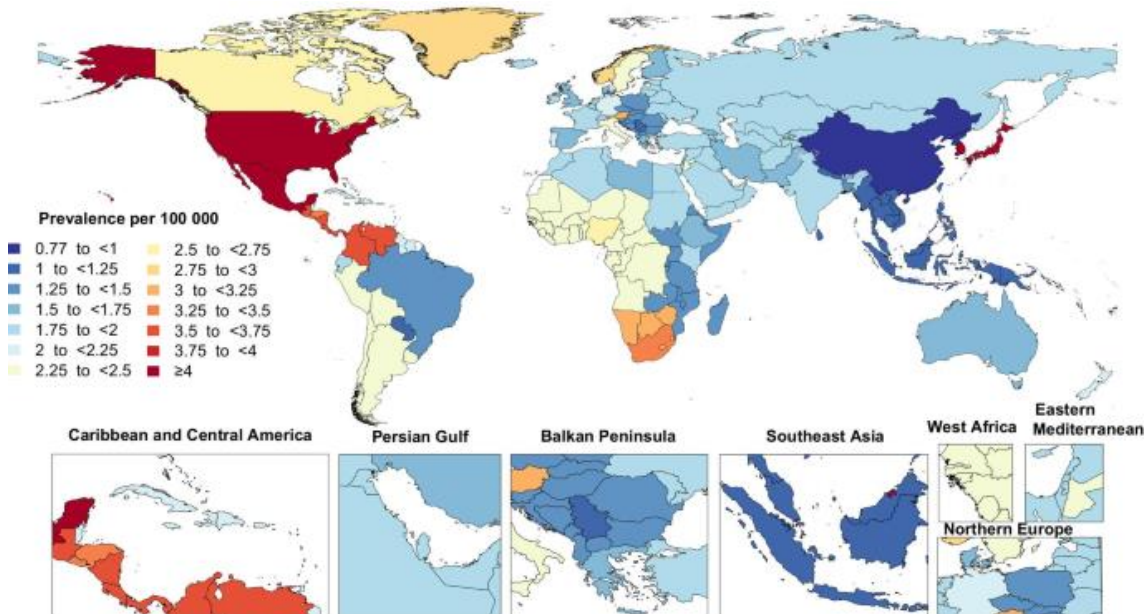 Prevalence per 100 000
0.77 to <1
1 to <1.25
1.25 to <1.5
1.5 to <1.75
1.75 to <2
2 to <2.25
2.25 to <2.5
2.5 to <2.75
2.75 to <3
3 to <3.25
3.25 to <3.5
3.5 to <3.75
3.75 to <4
≥4
Caribbean and Central America
Persian Gulf
Balkan Peninsula
Southeast Asia
West Africa
Eastern
Mediterranean
Northern Europe